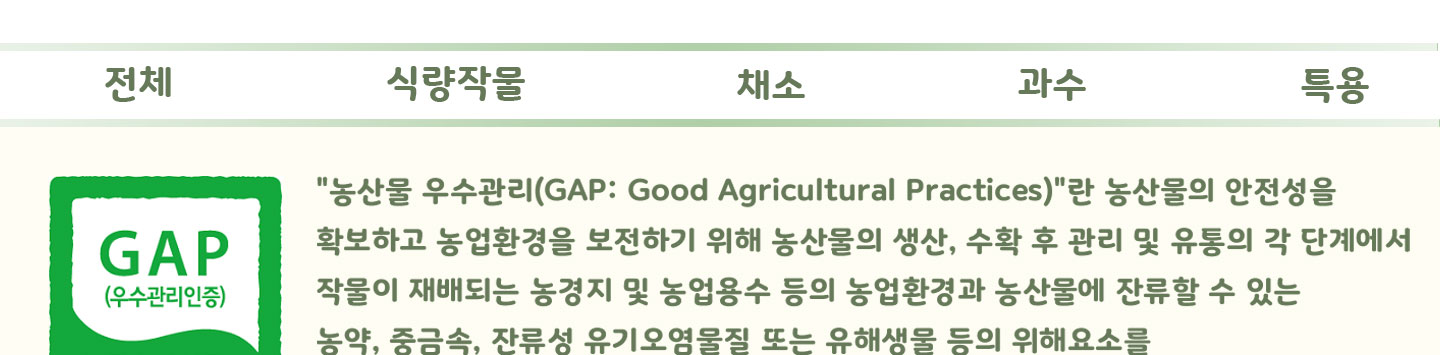 전체 식량작물 채소 과수 특용
"농산물 우수관리(GAP: Good Agricultural Practices)"란 농산물의 안전성을
확보하고 농업환경을 보전하기 위해 농산물의 생산, 수확 후 관리 및 유통의 각 단계에서
작물이 재배되는 농경지 및 농업용수 등의 농업환경과 농산물에 잔류할 수 있는
농약, 중금속, 잔류성 유기오염물질 또는 유해생물 등의 위해요소를
GAP
(우수관리인증)